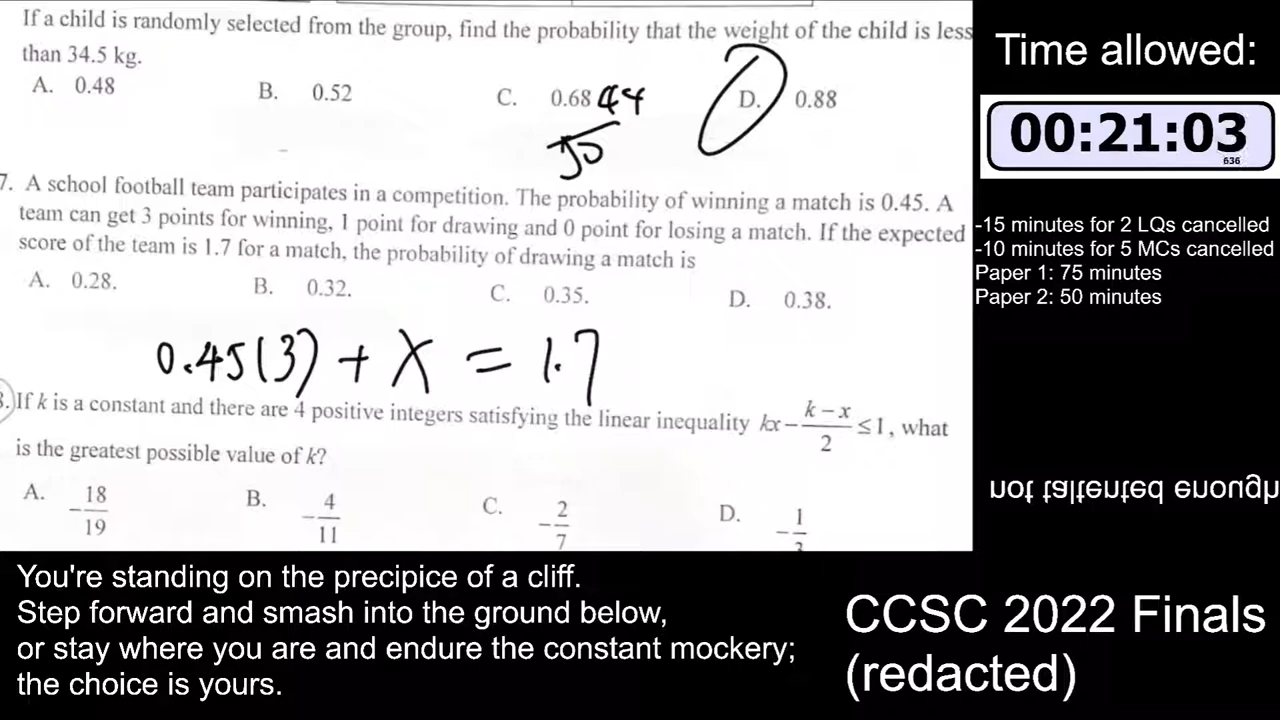 If a child is randomly selected from the group, find the probability that the weight of the child is less
than 34.5 kg.
A. 0.48 B. 0.52 C. 0.68 D. 0.88
44
50
7. A school football team participates in a competition. The probability of winning a match is 0.45. A
team can get 3 points for winning, 1 point for drawing and 0 point for losing a match. If the expected
score of the team is 1.7 for a match, the probability of drawing a match is
A. 0.28. B. 0.32. C. 0.35. D. 0.38.
0.45(3) + x = 1.7
8. If k is a constant and there are 4 positive integers satisfying the linear inequality kx - (k-x)/2 ≤ 1, what
is the greatest possible value of k?
A. -18/19 B. -4/11 C. -2/7 D. -1/3
Time allowed:
00:21:03
636
-15 minutes for 2 LQs cancelled
-10 minutes for 5 MCs cancelled
Paper 1: 75 minutes
Paper 2: 50 minutes
not taltented enough
You're standing on the precipice of a cliff.
Step forward and smash into the ground below,
or stay where you are and endure the constant mockery;
the choice is yours.
CCSC 2022 Finals
(redacted)